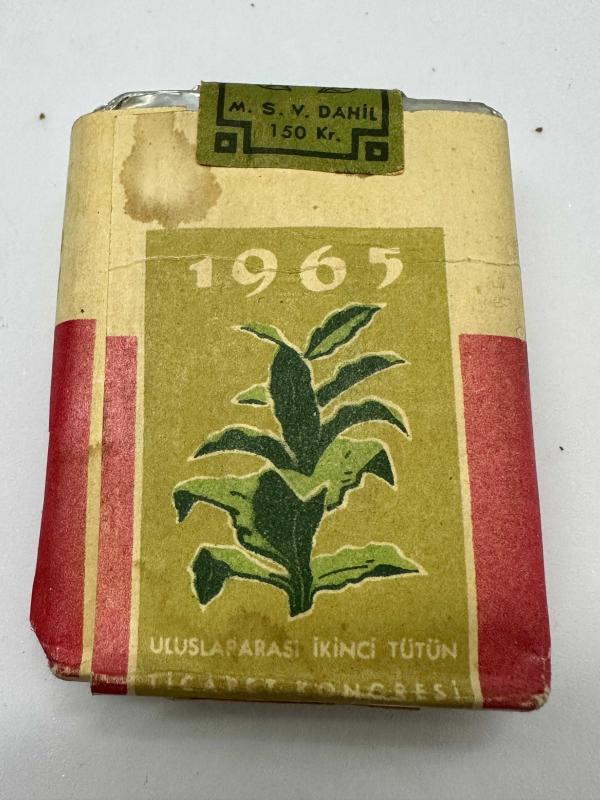 M. S. V. DAHİL
150 Kr.
1965
ULUSLARARASI İKİNCİ TÜTÜN
TİCARET KONGRESİ